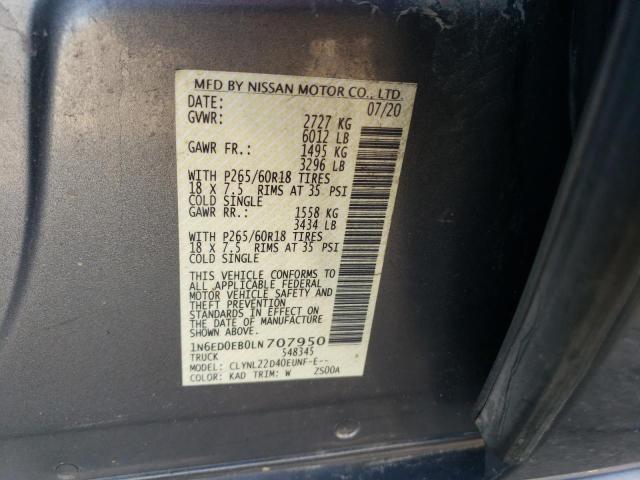 MFD BY NISSAN MOTOR CO., LTD.
DATE: 07/20
GVWR: 2727 KG
6012 LB
GAWR FR.: 1495 KG
3296 LB
WITH P265/60R18 TIRES
18 X 7.5 RIMS AT 35 PSI
COLD SINGLE
GAWR RR.: 1558 KG
3434 LB
WITH P265/60R18 TIRES
18 X 7.5 RIMS AT 35 PSI
COLD SINGLE
THIS VEHICLE CONFORMS TO
ALL APPLICABLE FEDERAL
MOTOR VEHICLE SAFETY AND
THEFT PREVENTION
STANDARDS IN EFFECT ON
THE DATE OF MANUFACTURE
SHOWN ABOVE.
1N6ED0EB0LN707950
TRUCK 548345
MODEL: CLYNL22D40EUNF-E--
COLOR: KAD TRIM: W ZS00A